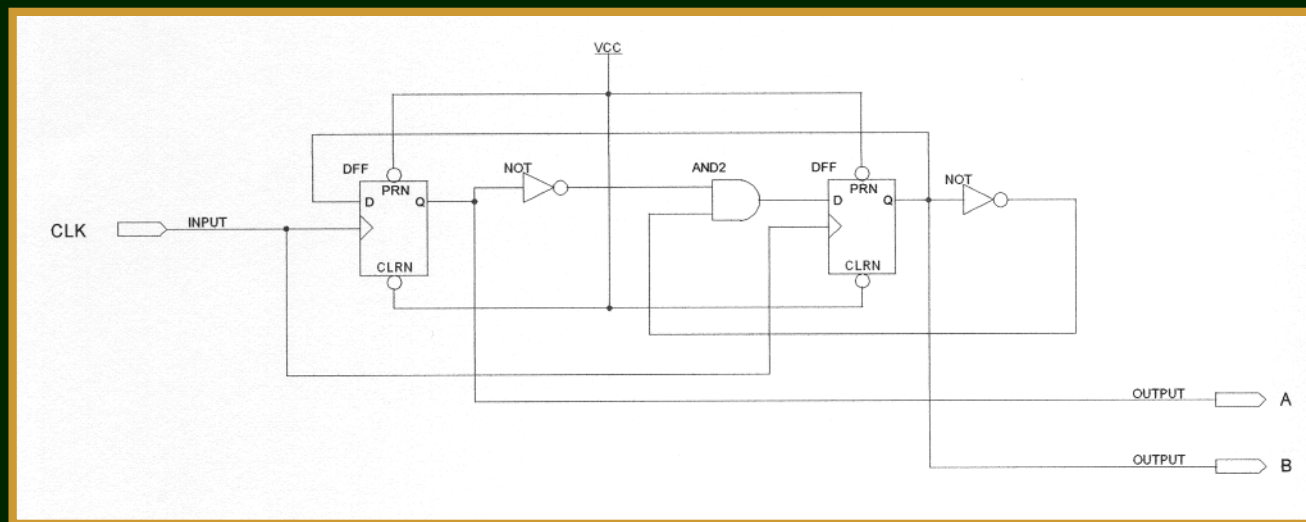 VCC
DFF NOT AND2 DFF NOT
PRN PRN
D Q D Q
CLK INPUT
CLRN CLRN
OUTPUT A
OUTPUT B